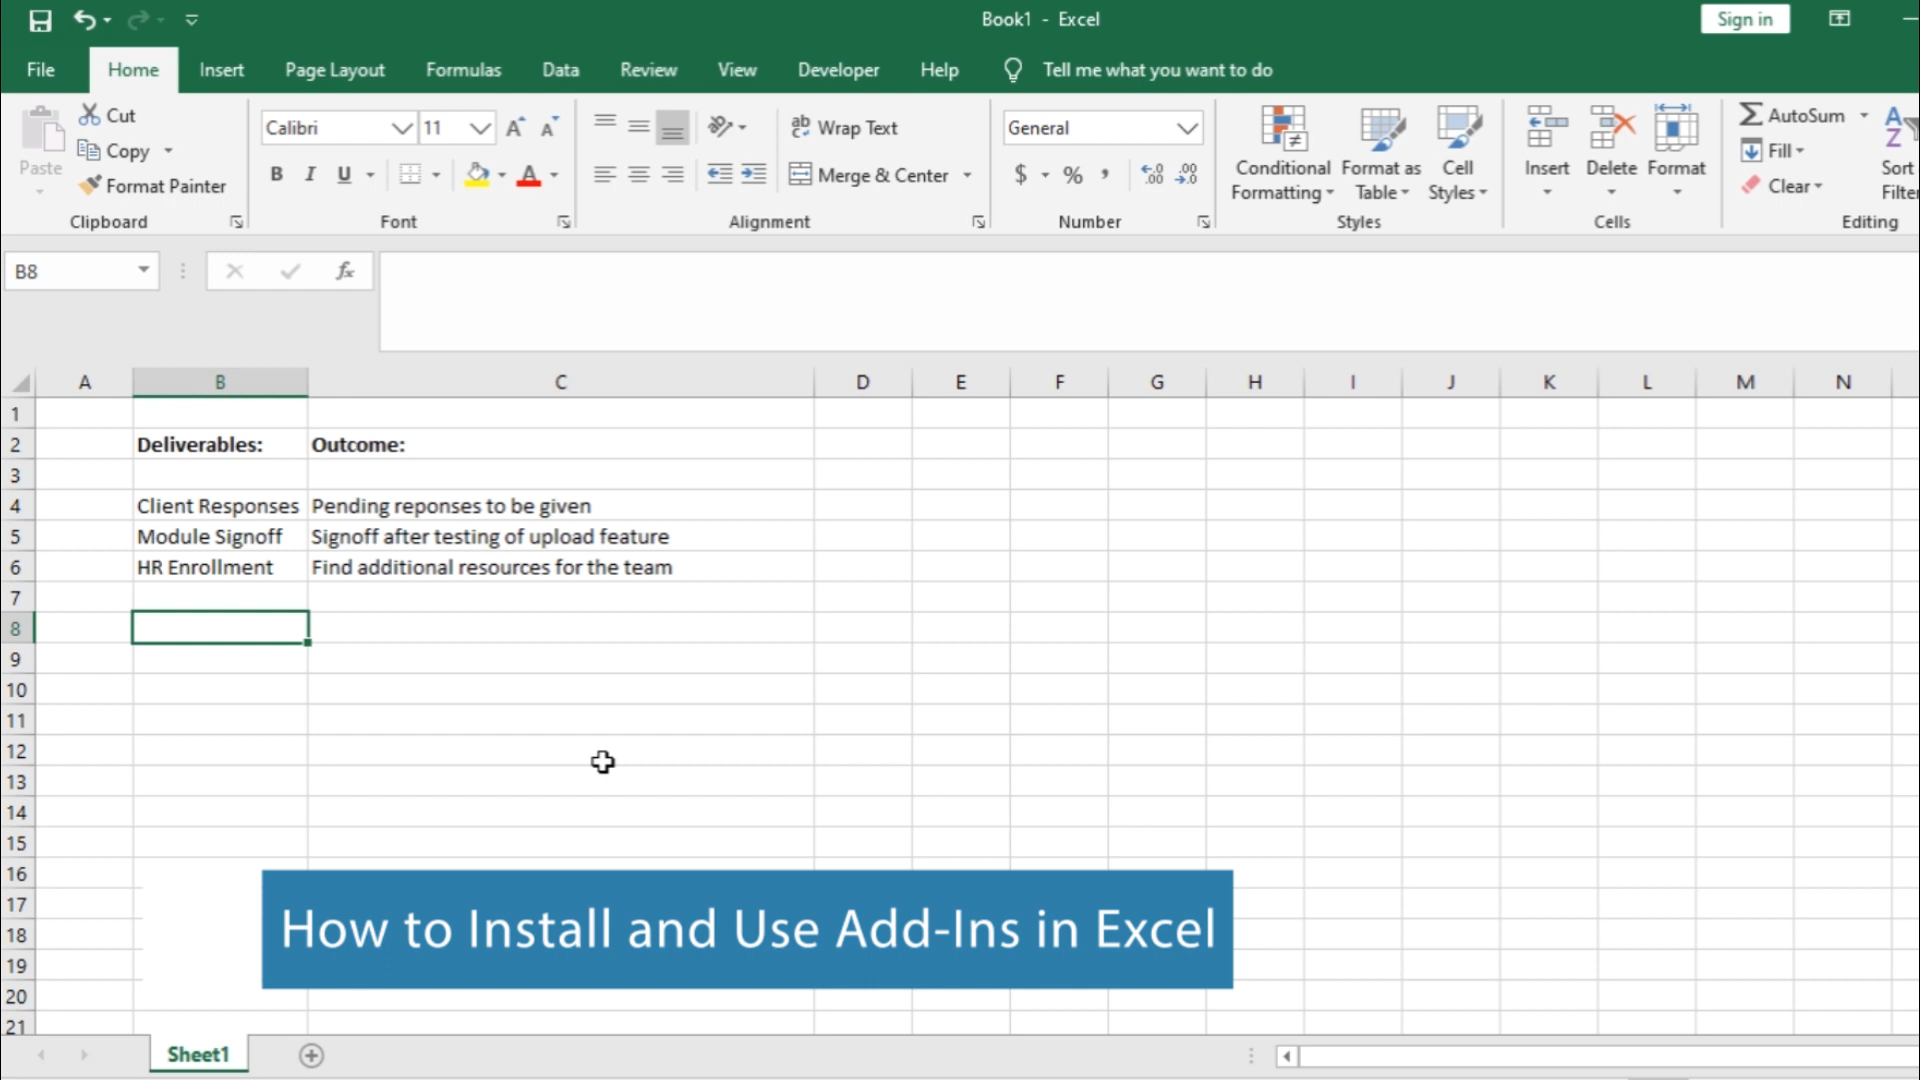 Book1 - Excel
Sign in
File Home Insert Page Layout Formulas Data Review View Developer Help Tell me what you want to do
Paste
Cut
Copy
Format Painter
Clipboard
Calibri 11
B I U
Font
Wrap Text
Merge & Center
Alignment
General
$ % ,
Number
Conditional Formatting
Format as Table
Cell Styles
Styles
Insert
Delete
Format
Cells
AutoSum
Fill
Clear
Sort
Filter
Editing
B8
fx
A B C D E F G H I J K L M N
1
2 Deliverables: Outcome:
3
4 Client Responses Pending reponses to be given
5 Module Signoff Signoff after testing of upload feature
6 HR Enrollment Find additional resources for the team
7
8
9
10
11
12
13
14
15
16
17
18
19
20
21
How to Install and Use Add-Ins in Excel
Sheet1